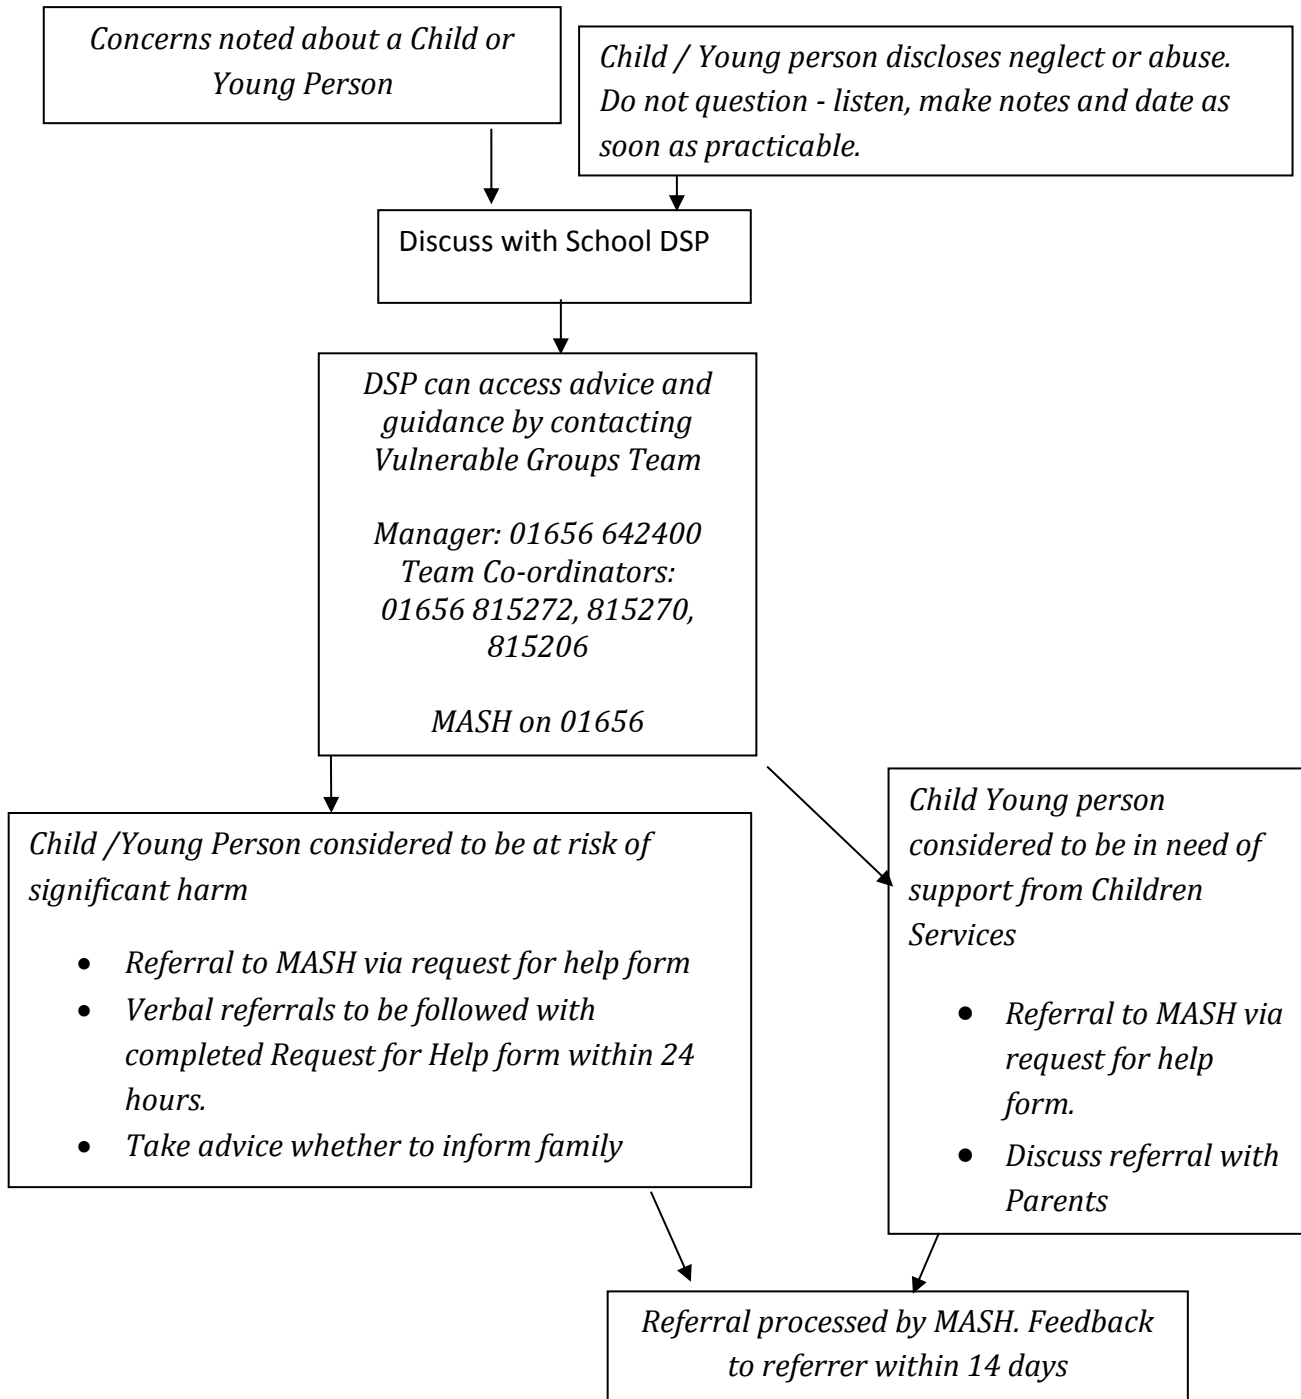 Concerns noted about a Child or
Young Person
Child / Young person discloses neglect or abuse.
Do not question - listen, make notes and date as
soon as practicable.
Discuss with School DSP
DSP can access advice and
guidance by contacting
Vulnerable Groups Team
Manager: 01656 642400
Team Co-ordinators:
01656 815272, 815270,
815206
MASH on 01656
Child /Young Person considered to be at risk of
significant harm
• Referral to MASH via request for help form
• Verbal referrals to be followed with
completed Request for Help form within 24
hours.
• Take advice whether to inform family
Child Young person
considered to be in need of
support from Children
Services
• Referral to MASH via
request for help
form.
• Discuss referral with
Parents
Referral processed by MASH. Feedback
to referrer within 14 days